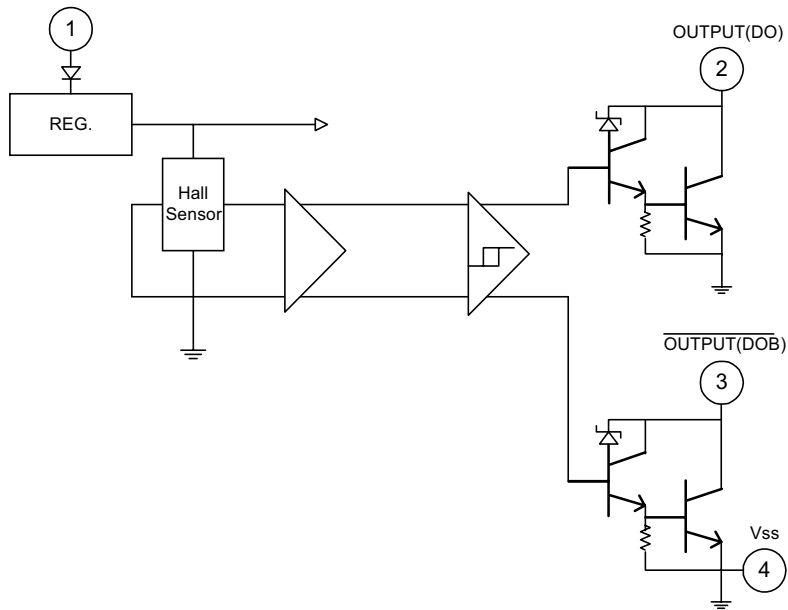 1
OUTPUT(DO)
2
REG.
Hall
Sensor
OUTPUT(DOB)
3
Vss
4